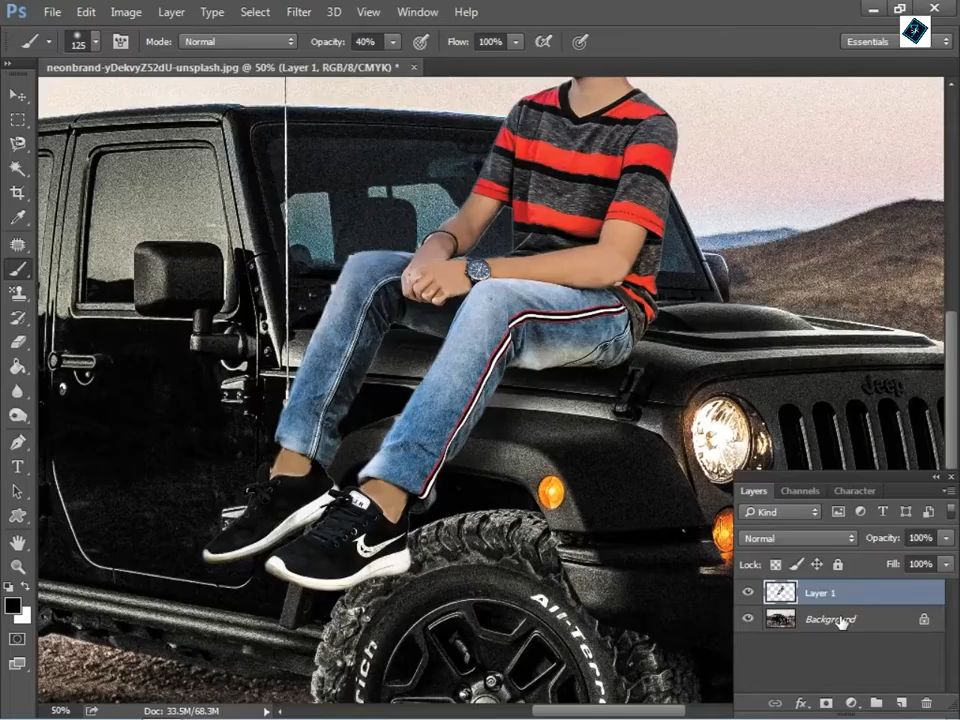 Ps File Edit Image Layer Type Select Filter 3D View Window Help
125 Mode: Normal Opacity: 40% Flow: 100% Essentials
neonbrand-yDekvyZ52dU-unsplash.jpg @ 50% (Layer 1, RGB/8/CMYK) * ×
Jeep
Layers Channels Character
Kind
Normal Opacity: 100%
Lock: Fill: 100%
Layer 1
Background
All-Terra
rich
50% Doc: 33.5M/68.3M